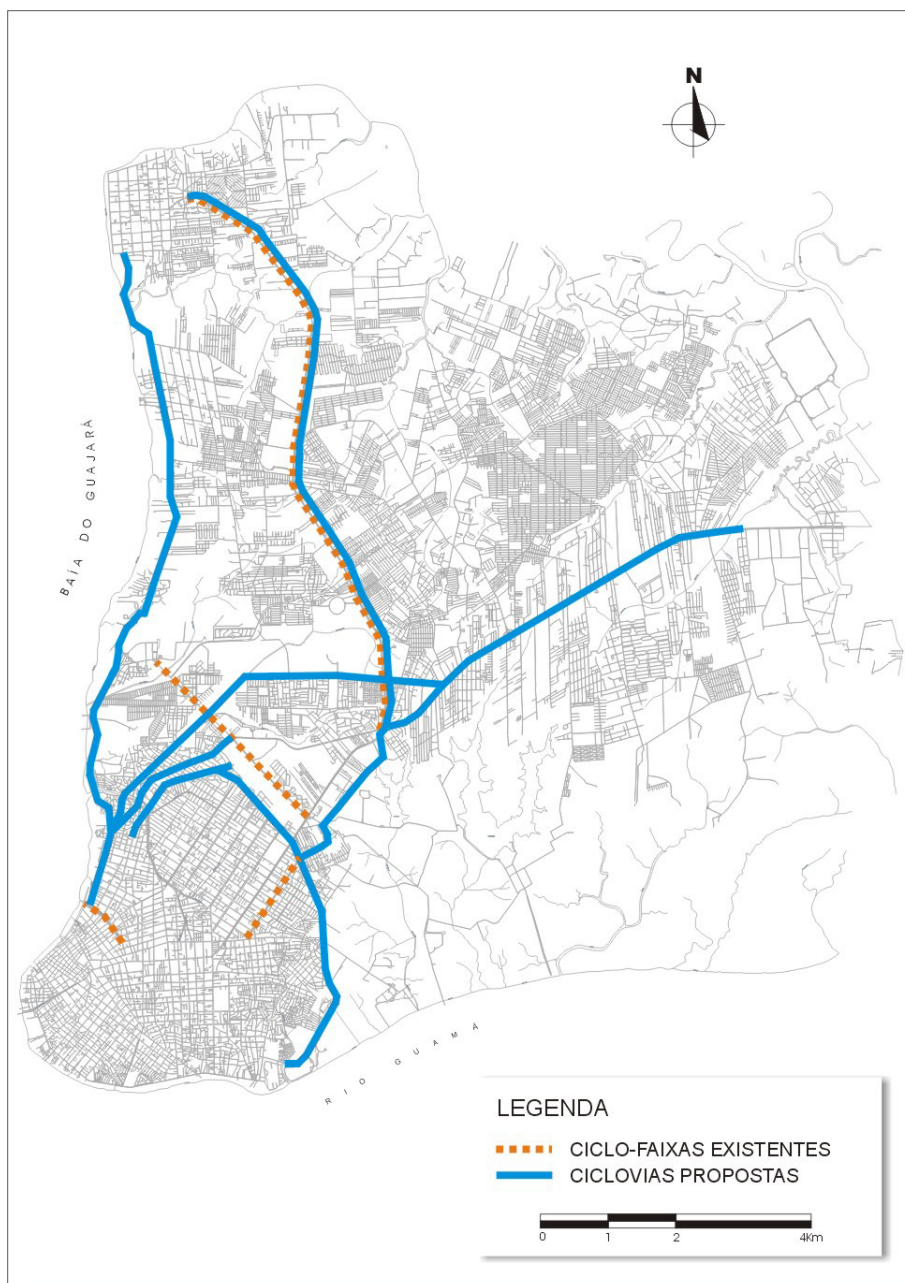 N
BAÍA DO GUAJARÁ
RIO GUAMÁ
LEGENDA
CICLO-FAIXAS EXISTENTES
CICLOVIAS PROPOSTAS
0 1 2 4Km